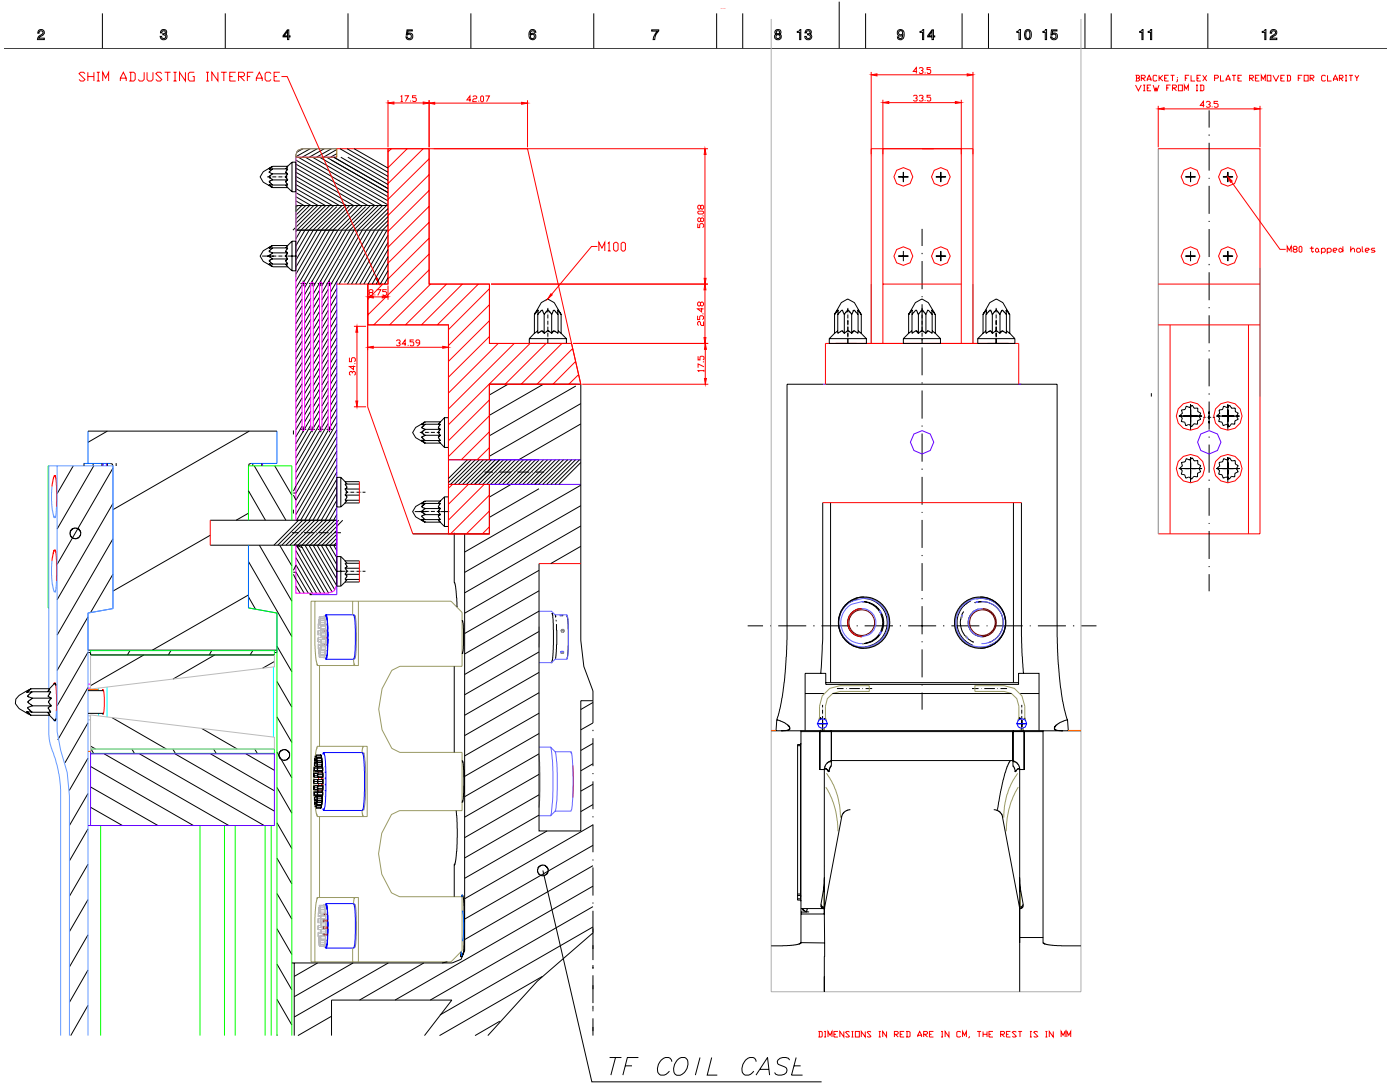 2 3 4 5 6 7 8 13 9 14 10 15 11 12
SHIM ADJUSTING INTERFACE
17.5
42.07
58.08
M100
8.75
25.48
34.59
34.5
17.5
43.5
33.5
BRACKET; FLEX PLATE REMOVED FOR CLARITY
VIEW FROM ID
43.5
M80 tapped holes
DIMENSIONS IN RED ARE IN CM, THE REST IS IN MM
TF COIL CASE